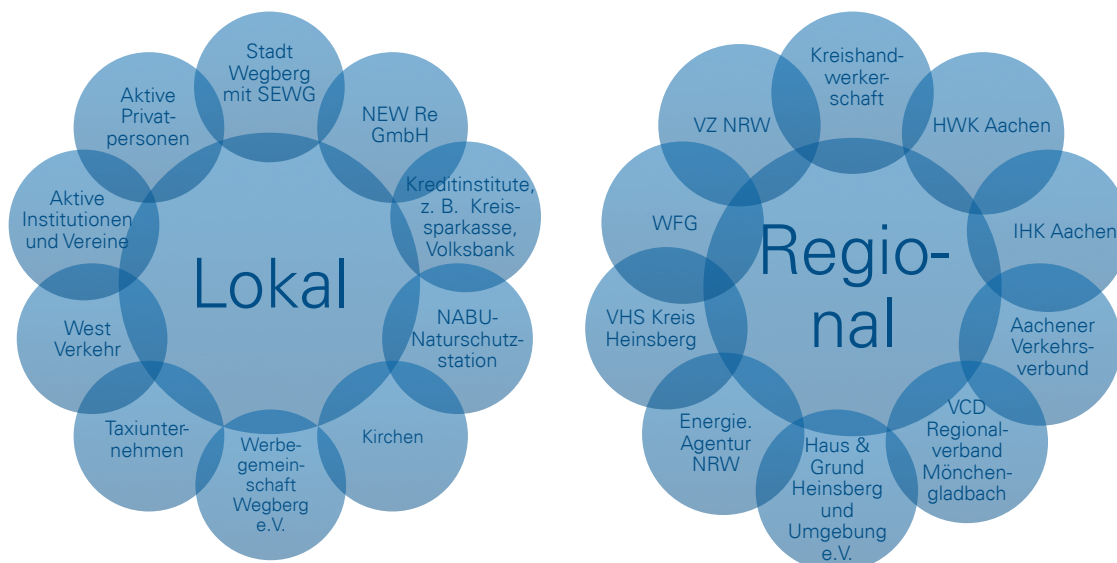 Lokal
Stadt
Wegberg
mit SEWG
NEW Re
GmbH
Kreditinstitute,
z. B. Kreis-
sparkasse,
Volksbank
NABU-
Naturschutz-
station
Kirchen
Werbe-
gemein-
schaft
Wegberg
e.V.
Taxiunter-
nehmen
West
Verkehr
Aktive
Institutionen
und Vereine
Aktive
Privat-
personen
Regio-
nal
Kreishand-
werker-
schaft
HWK Aachen
IHK Aachen
Aachener
Verkehrs-
verbund
VCD
Regional-
verband
Mönchen-
gladbach
Haus &
Grund
Heinsberg
und
Umgebung
e.V.
Energie.
Agentur
NRW
VHS Kreis
Heinsberg
WFG
VZ NRW